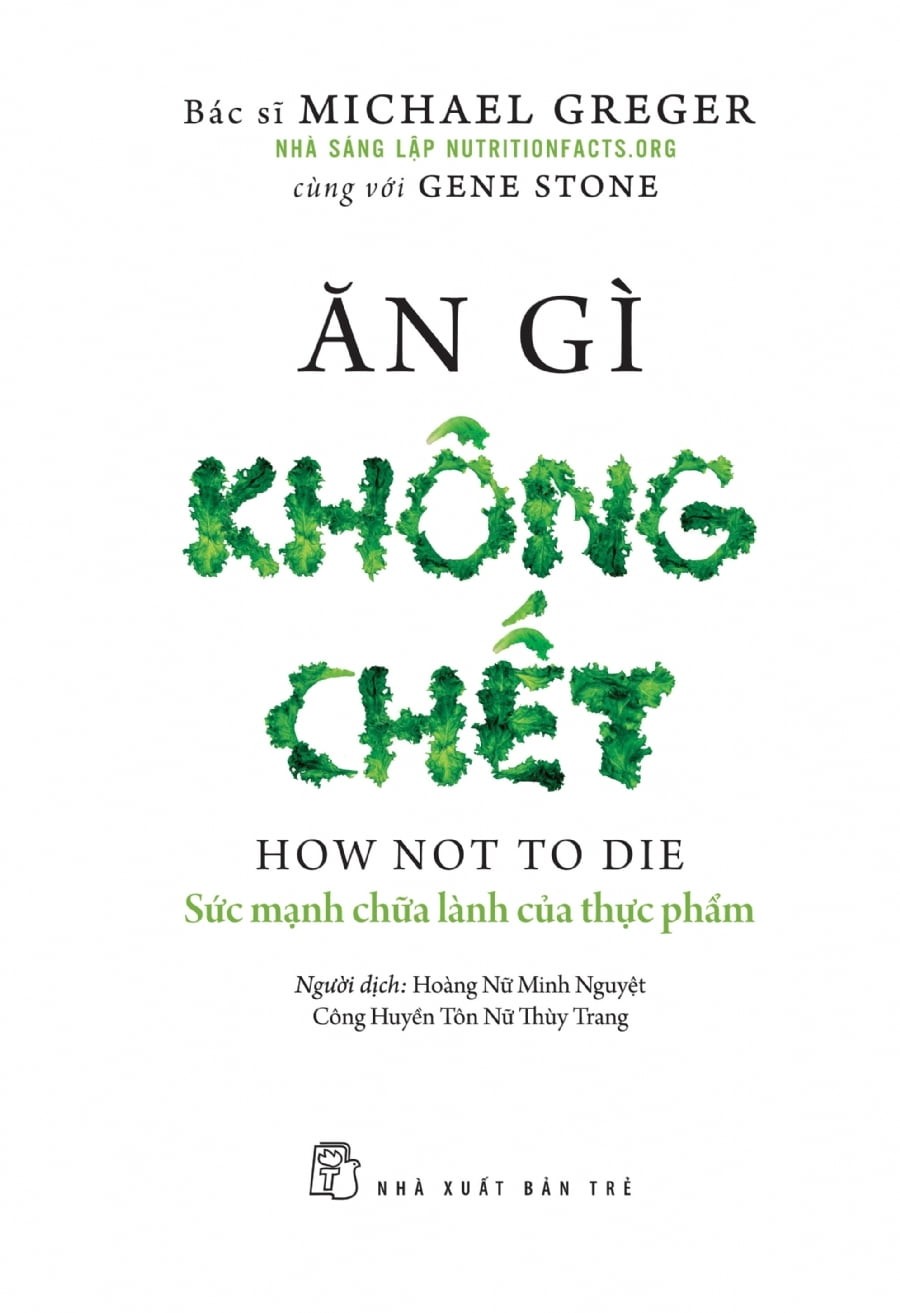 Bác sĩ MICHAEL GREGER
NHÀ SÁNG LẬP NUTRITIONFACTS.ORG
cùng với GENE STONE
ĂN GÌ
KHÔNG
CHẾT
HOW NOT TO DIE
Sức mạnh chữa lành của thực phẩm
Người dịch: Hoàng Nữ Minh Nguyệt
Công Huyền Tôn Nữ Thùy Trang
T
NHÀ XUẤT BẢN TRẺ